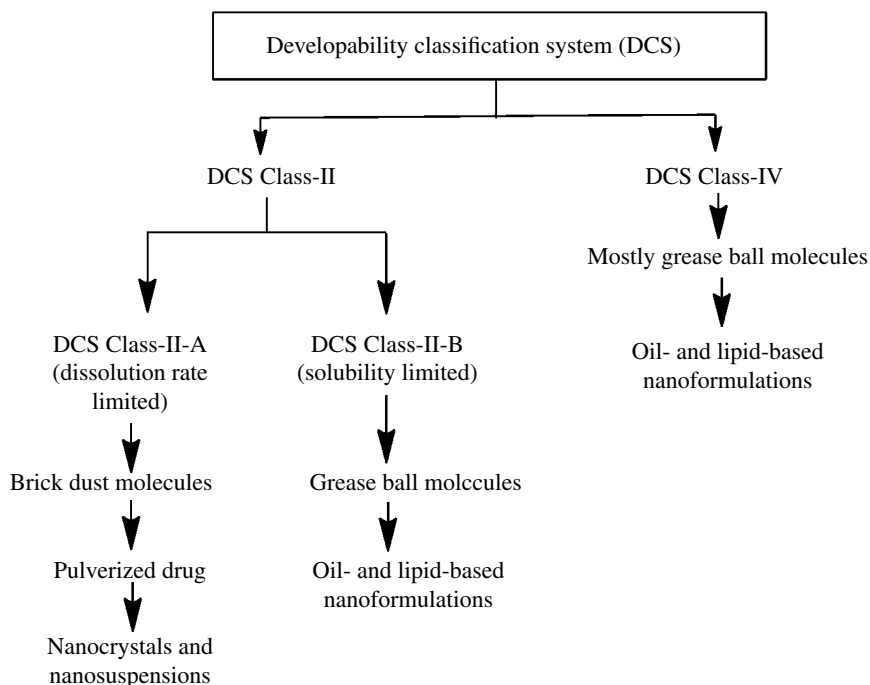 Developability classification system (DCS)
DCS Class-II
DCS Class-IV
Mostly grease ball molecules
Oil- and lipid-based
nanoformulations
DCS Class-II-A
(dissolution rate
limited)
DCS Class-II-B
(solubility limited)
Brick dust molecules
Grease ball molccules
Pulverized drug
Oil- and lipid-based
nanoformulations
Nanocrystals and
nanosuspensions